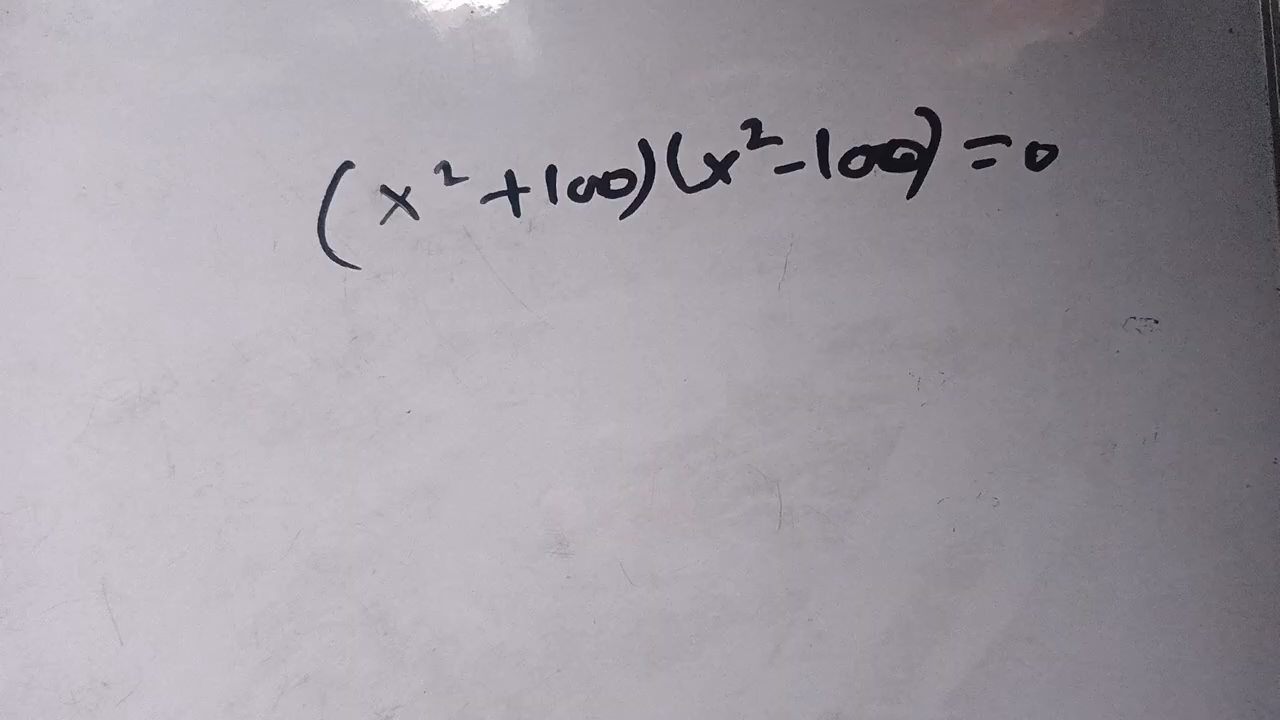 (x² + 100)(x² - 100) = 0